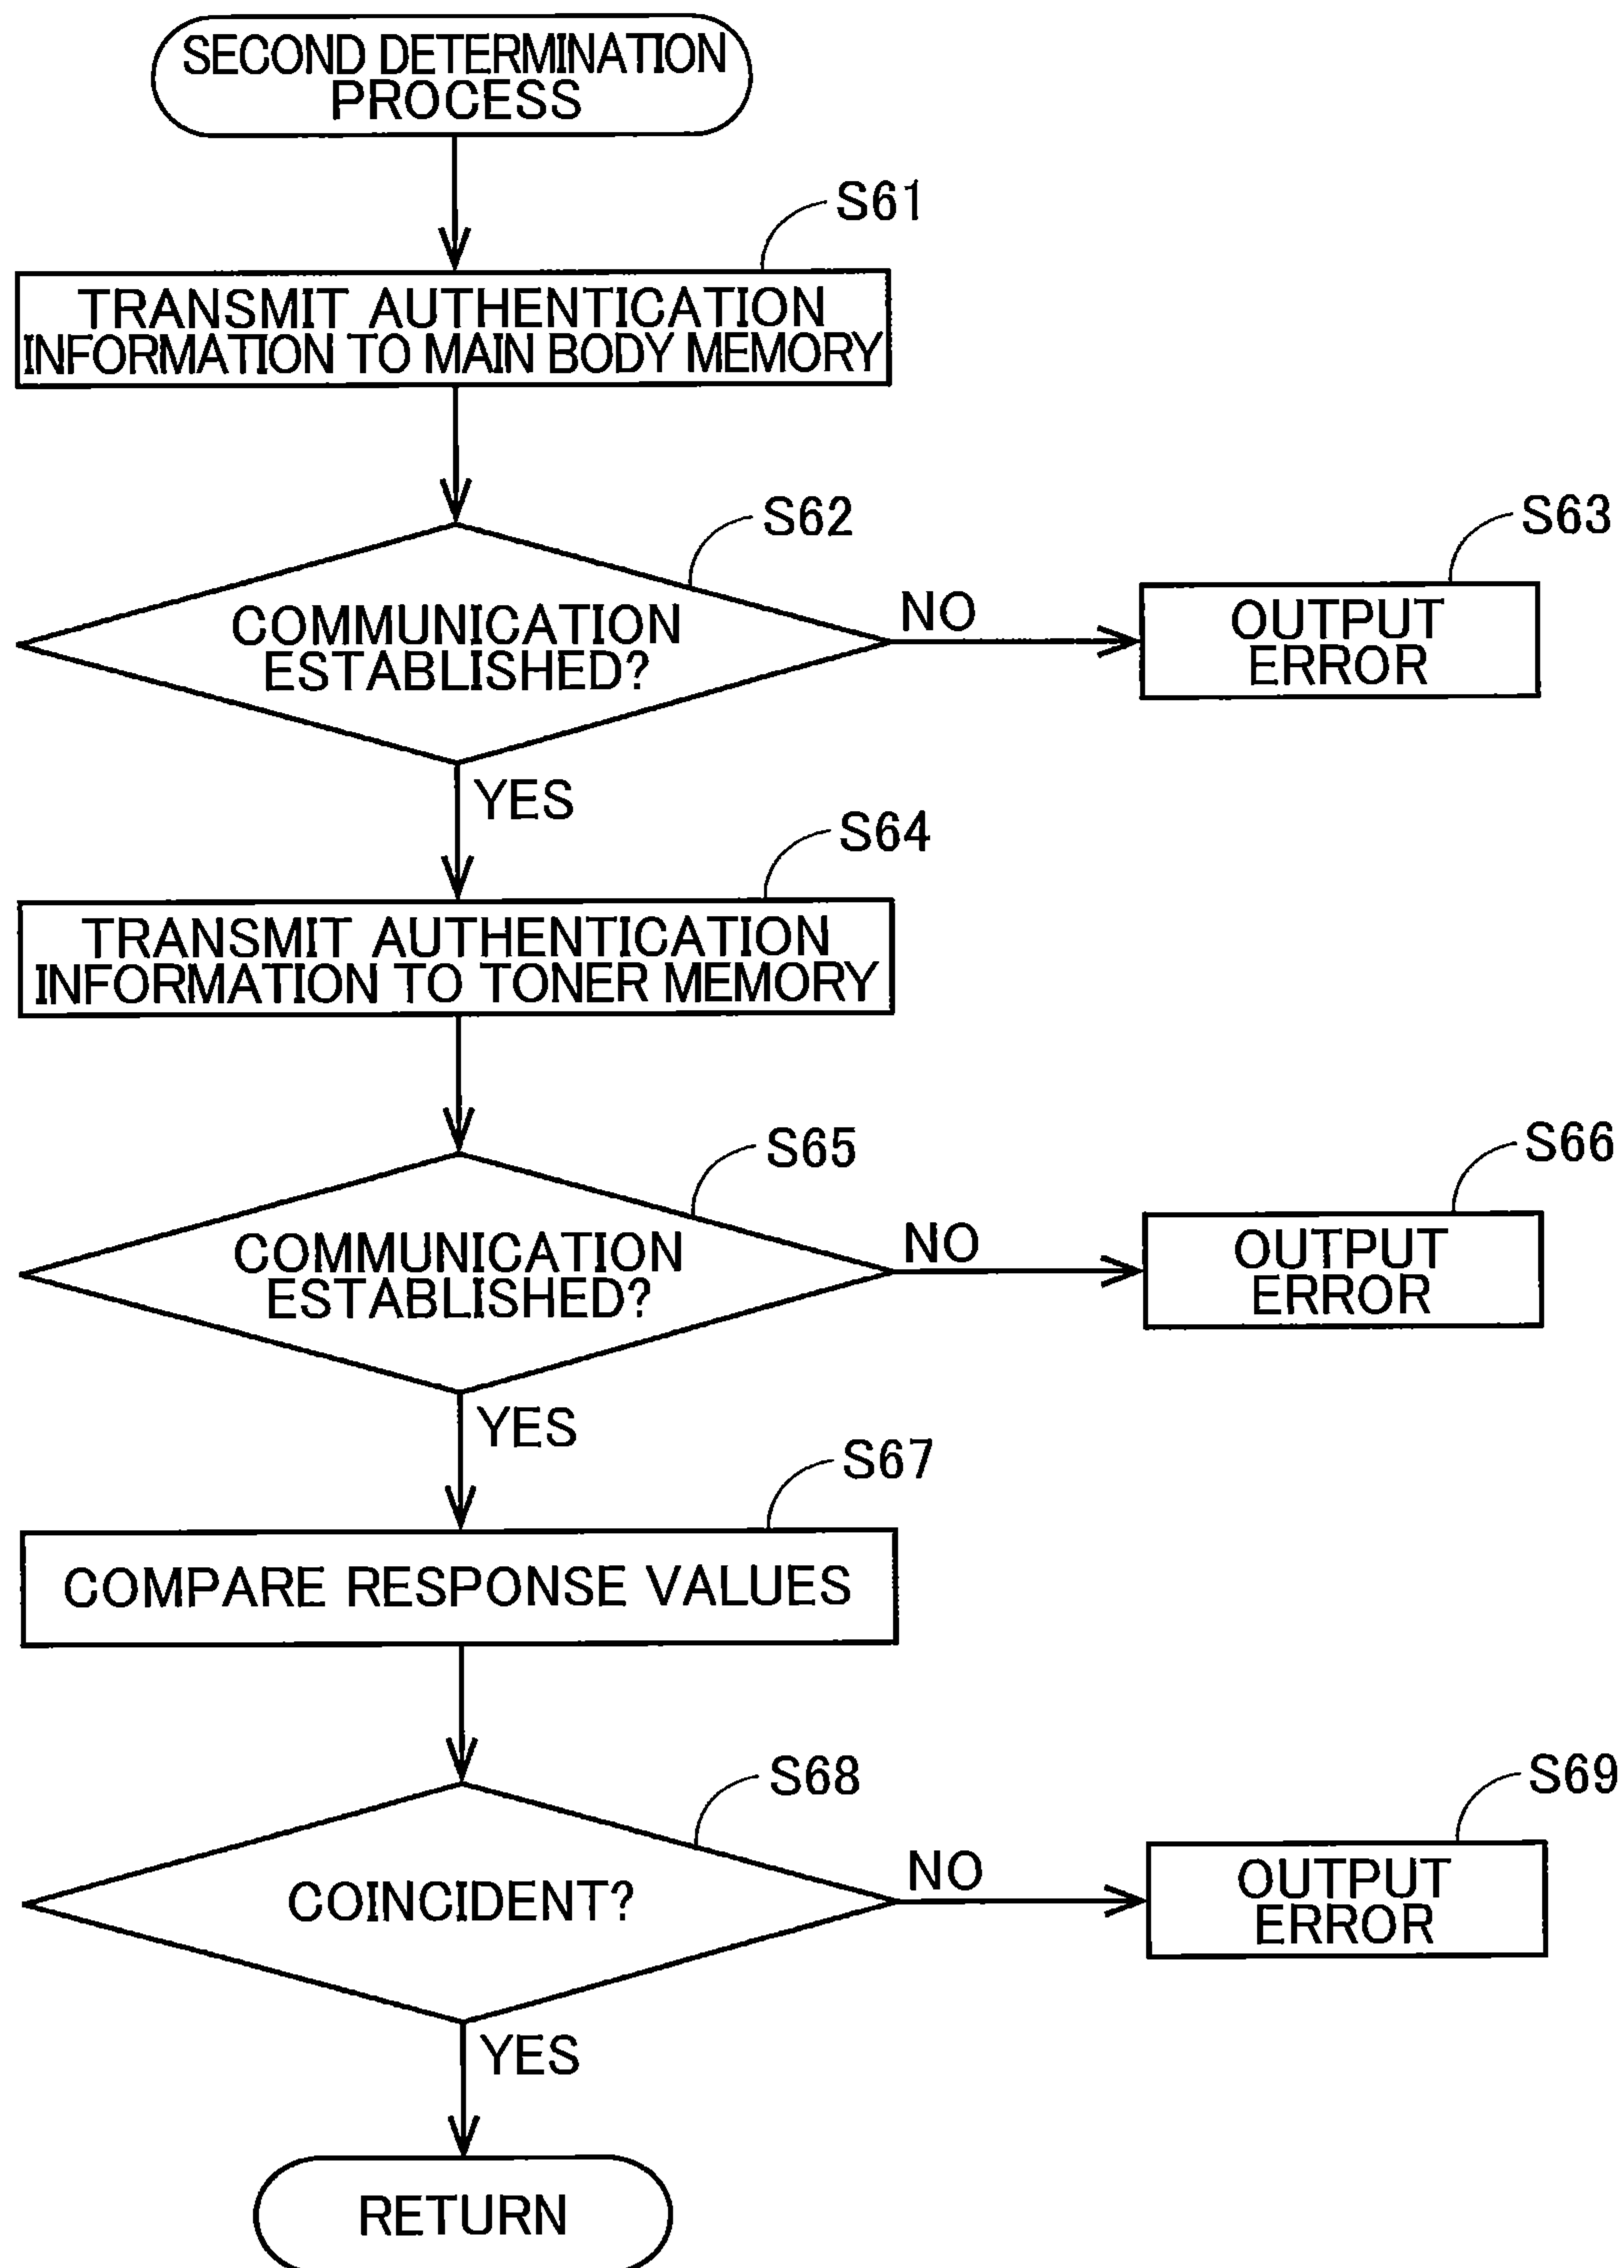 SECOND DETERMINATION
PROCESS
S61
TRANSMIT AUTHENTICATION
INFORMATION TO MAIN BODY MEMORY
S62
S63
COMMUNICATION
ESTABLISHED?
NO
OUTPUT
ERROR
YES
S64
TRANSMIT AUTHENTICATION
INFORMATION TO TONER MEMORY
S65
S66
COMMUNICATION
ESTABLISHED?
NO
OUTPUT
ERROR
YES
S67
COMPARE RESPONSE VALUES
S68
S69
COINCIDENT?
NO
OUTPUT
ERROR
YES
RETURN